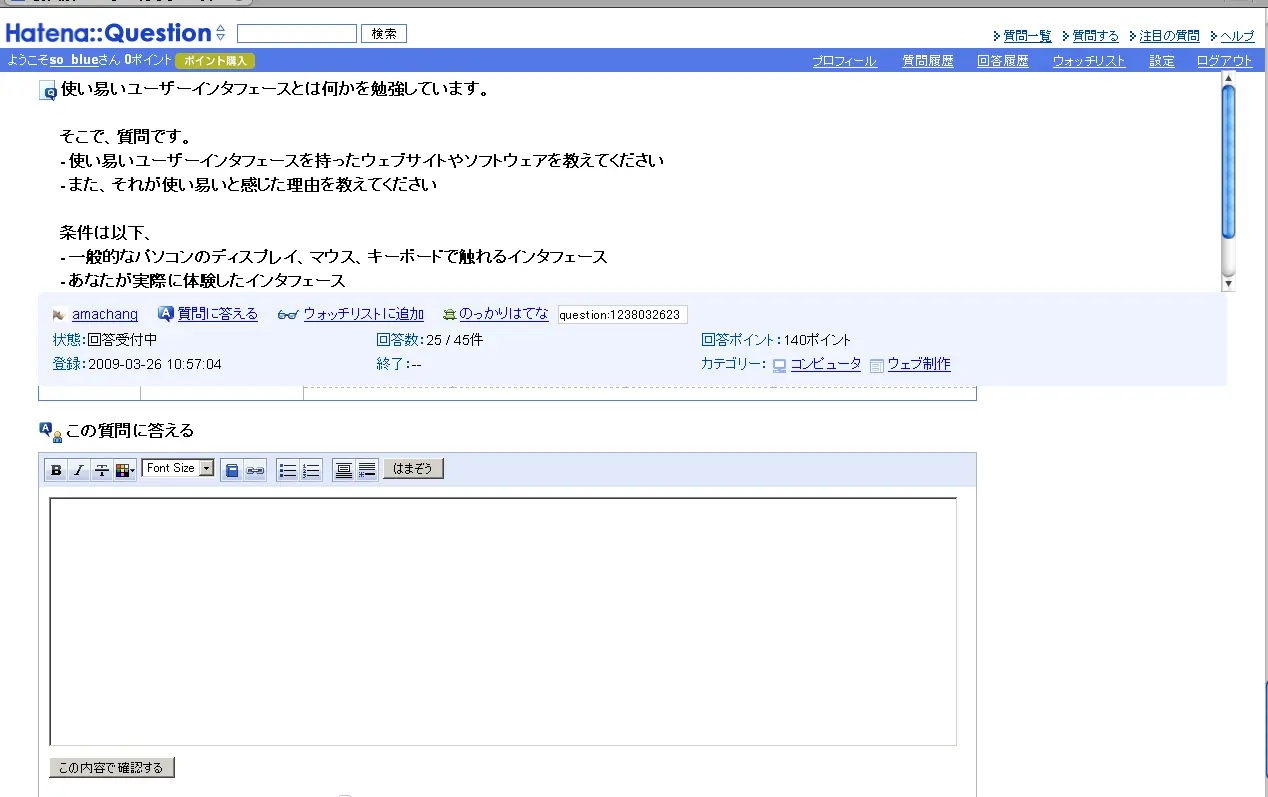 Hatena::Question 検索 質問一覧 質問する 注目の質問 ヘルプ
ようこそso_blueさん 0ポイント ポイント購入 プロフィール 質問履歴 回答履歴 ウォッチリスト 設定 ログアウト
使い易いユーザーインタフェースとは何かを勉強しています。
そこで、質問です。
-使い易いユーザーインタフェースを持ったウェブサイトやソフトウェアを教えてください
-また、それが使い易いと感じた理由を教えてください
条件は以下、
-一般的なパソコンのディスプレイ、マウス、キーボードで触れるインタフェース
-あなたが実際に体験したインタフェース
amachang 質問に答える ウォッチリストに追加 のっかりはてな question:1238032623
状態:回答受付中 回答数:25 / 45件 回答ポイント:140ポイント
登録:2009-03-26 10:57:04 終了:-- カテゴリー: コンピュータ ウェブ制作
この質問に答える
B I T Font Size はまぞう
この内容で確認する